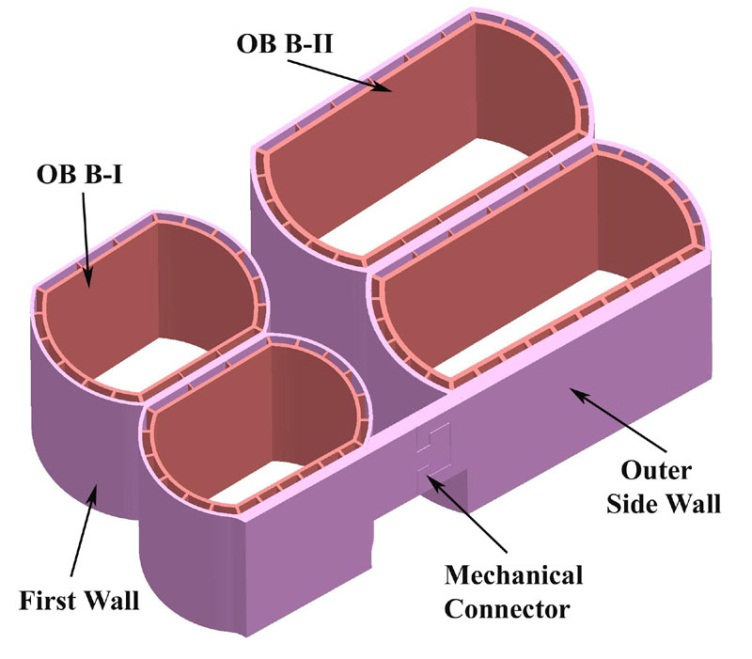 OB B-II
OB B-I
Outer
Side Wall
Mechanical
Connector
First Wall